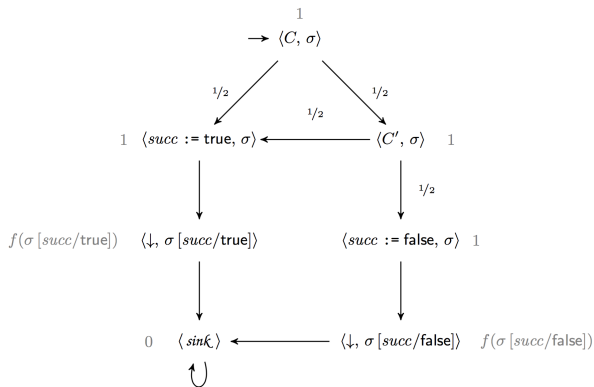 1
⟨C, σ⟩
1/2 1/2
1/2
1 ⟨succ := true, σ⟩ ⟨C′, σ⟩ 1
1/2
f(σ [succ/true]) ⟨↓, σ [succ/true]⟩ ⟨succ := false, σ⟩ 1
0 ⟨sink⟩ ⟨↓, σ [succ/false]⟩ f(σ [succ/false])